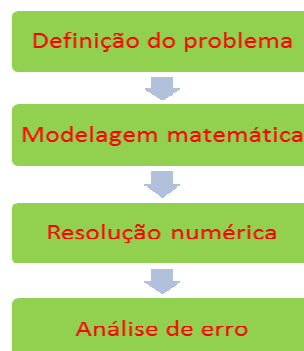 Definição do problema
Modelagem matemática
Resolução numérica
Análise de erro